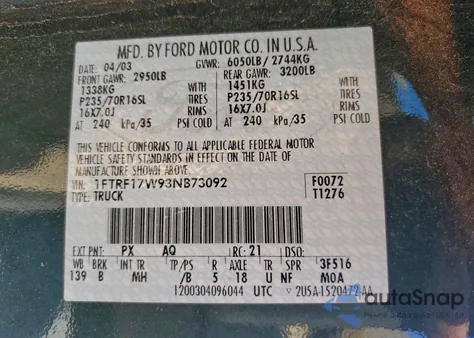 MFD. BY FORD MOTOR CO. IN U.S.A.
DATE: 04/03 GVWR: 6050LB / 2744KG
FRONT GAWR: 2950LB REAR GAWR: 3200LB
1338KG WITH 1451KG WITH
P235/70R16SL TIRES P235/70R16SL TIRES
16X7.0J RIMS 16X7.0J RIMS
AT 240 kPa/35 PSI COLD AT 240 kPa/35 PSI COLD
THIS VEHICLE CONFORMS TO ALL APPLICABLE FEDERAL MOTOR
VEHICLE SAFETY STANDARDS IN EFFECT ON THE DATE OF
MANUFACTURE SHOWN ABOVE.
VIN: 1FTRF17W93NB73092 F0072
TYPE: TRUCK T1276
EXT PNT: PX AQ RC: 21 DSO:
WB BRK INT TR TP/PS R AXLE TR SPR 3F516
139 B MH /B 5 18 U NF M0A
1200304096044 UTC 2U5A-1520472-AA
autoSnap